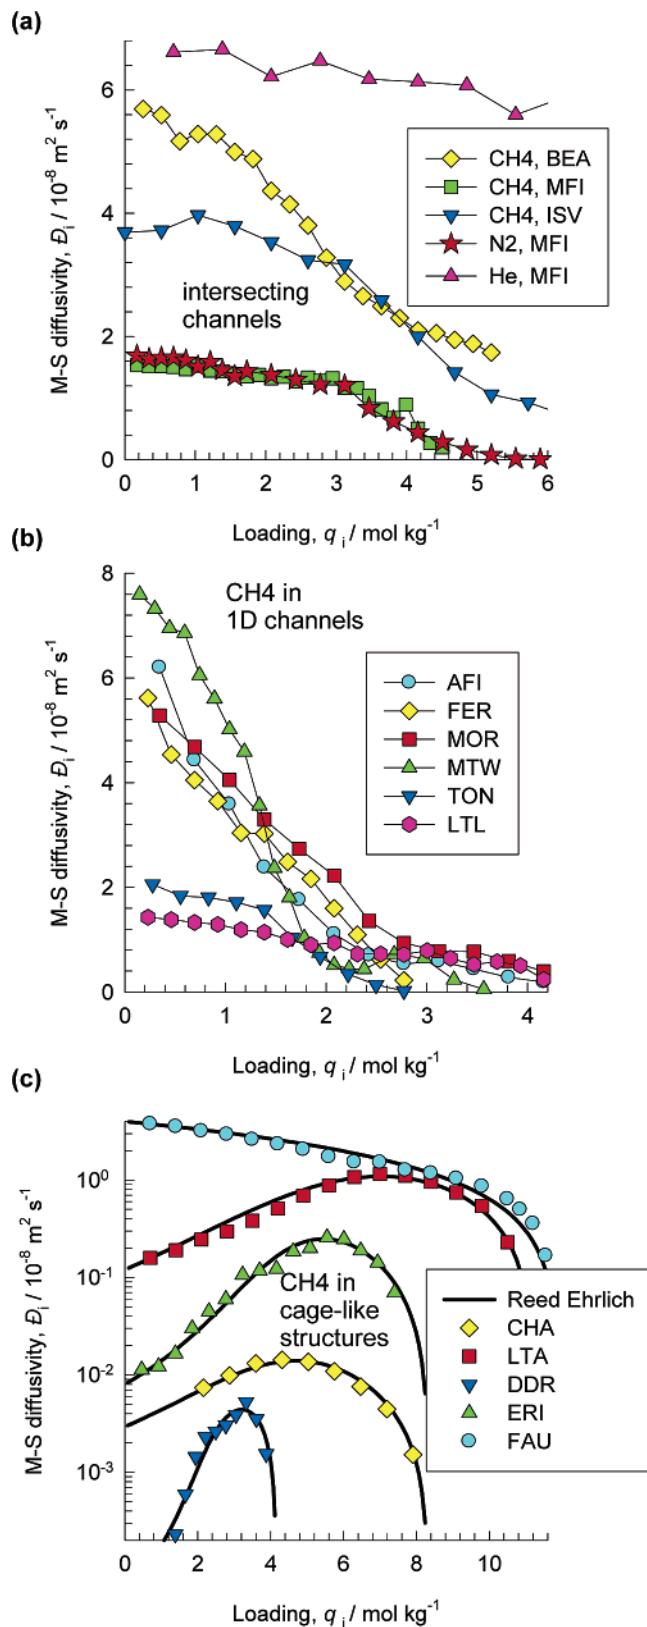 (a)
M-S diffusivity, Đi / 10-8 m2 s-1
6
4
2
0
CH4, BEA
CH4, MFI
CH4, ISV
N2, MFI
He, MFI
intersecting
channels
0 1 2 3 4 5 6
Loading, qi / mol kg-1
(b)
M-S diffusivity, Đi / 10-8 m2 s-1
8
6
4
2
0
CH4 in
1D channels
AFI
FER
MOR
MTW
TON
LTL
0 1 2 3 4
Loading, qi / mol kg-1
(c)
M-S diffusivity, Đi / 10-8 m2 s-1
100
10-1
10-2
10-3
CH4 in
cage-like
structures
Reed Ehrlich
CHA
LTA
DDR
ERI
FAU
0 2 4 6 8 10
Loading, qi / mol kg-1